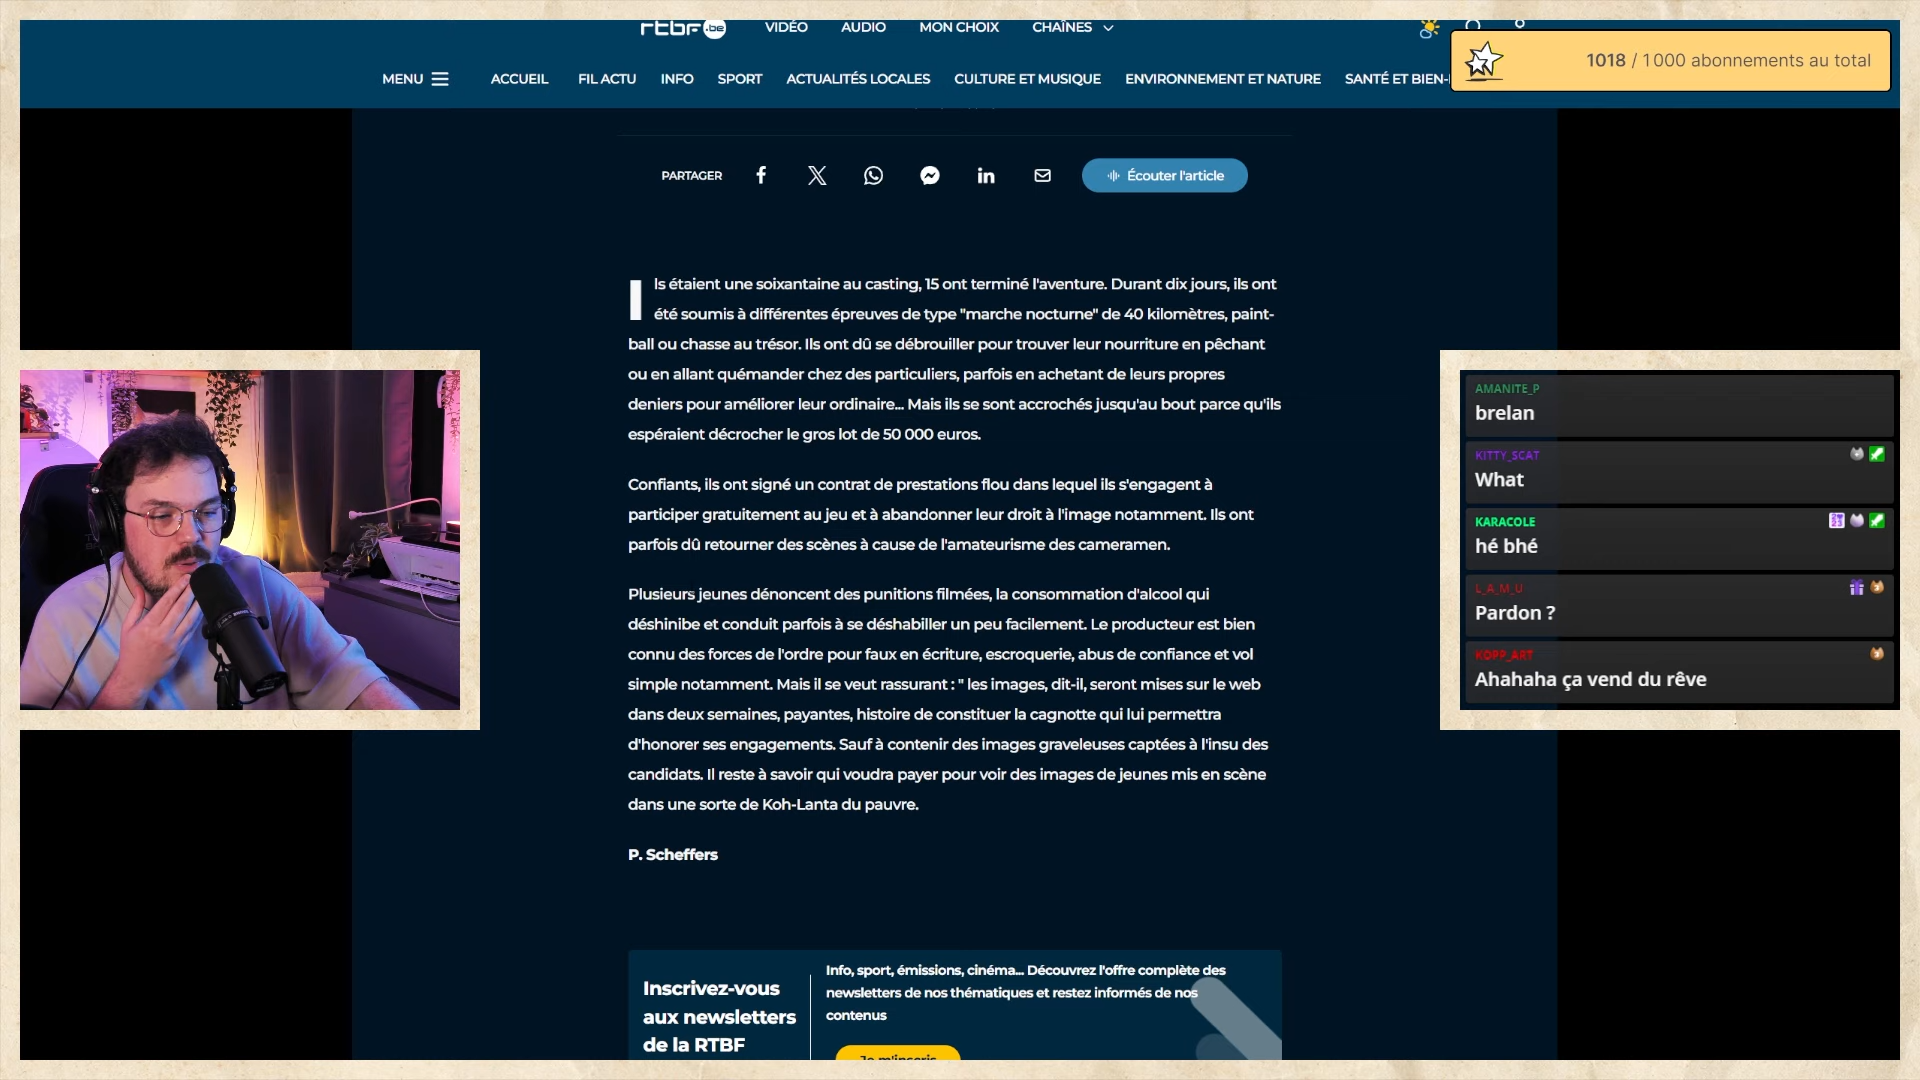 rtbf.be VIDÉO AUDIO MON CHOIX CHAÎNES
MENU ACCUEIL FIL ACTU INFO SPORT ACTUALITÉS LOCALES CULTURE ET MUSIQUE ENVIRONNEMENT ET NATURE SANTÉ ET BIEN-
1018 / 1000 abonnements au total
PARTAGER Écouter l'article
Ils étaient une soixantaine au casting, 15 ont terminé l'aventure. Durant dix jours, ils ont
été soumis à différentes épreuves de type "marche nocturne" de 40 kilomètres, paint-
ball ou chasse au trésor. Ils ont dû se débrouiller pour trouver leur nourriture en pêchant
ou en allant quémander chez des particuliers, parfois en achetant de leurs propres
deniers pour améliorer leur ordinaire... Mais ils se sont accrochés jusqu'au bout parce qu'ils
espéraient décrocher le gros lot de 50 000 euros.
Confiants, ils ont signé un contrat de prestations flou dans lequel ils s'engagent à
participer gratuitement au jeu et à abandonner leur droit à l'image notamment. Ils ont
parfois dû retourner des scènes à cause de l'amateurisme des cameramen.
Plusieurs jeunes dénoncent des punitions filmées, la consommation d'alcool qui
déshinibe et conduit parfois à se déshabiller un peu facilement. Le producteur est bien
connu des forces de l'ordre pour faux en écriture, escroquerie, abus de confiance et vol
simple notamment. Mais il se veut rassurant : " les images, dit-il, seront mises sur le web
dans deux semaines, payantes, histoire de constituer la cagnotte qui lui permettra
d'honorer ses engagements. Sauf à contenir des images graveleuses captées à l'insu des
candidats. Il reste à savoir qui voudra payer pour voir des images de jeunes mis en scène
dans une sorte de Koh-Lanta du pauvre.
P. Scheffers
Inscrivez-vous
aux newsletters
de la RTBF
Info, sport, émissions, cinéma... Découvrez l'offre complète des
newsletters de nos thématiques et restez informés de nos
contenus
Je m'inscris
AMANITE_P
brelan
KITTY_SCAT
What
KARACOLE
hé bhé
L_A_M_U
Pardon ?
KOPP_ART
Ahahaha ça vend du rêve